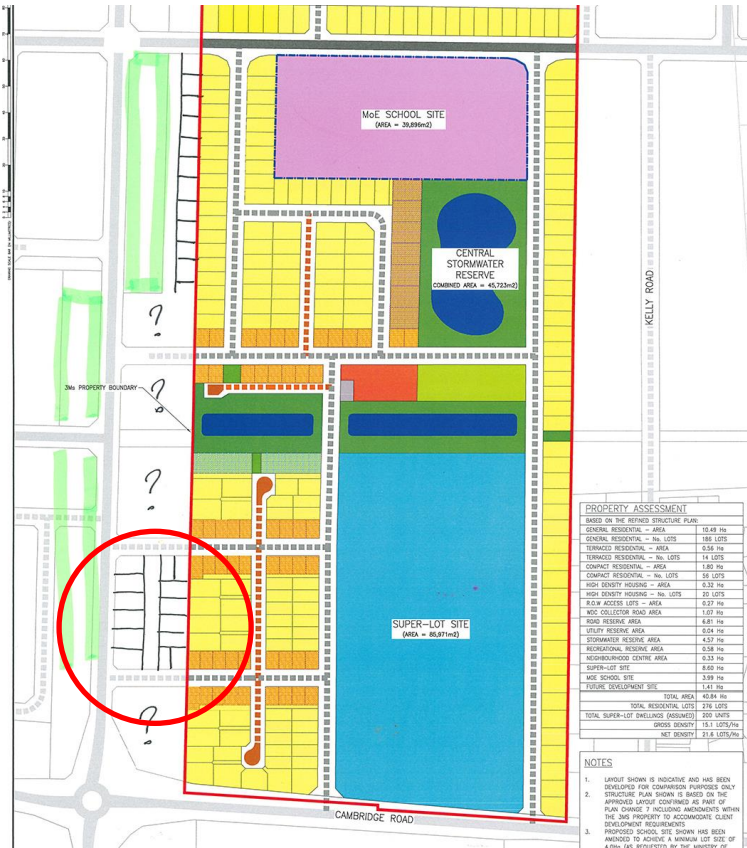 MoE SCHOOL SITE
(AREA = 39,896m2)
CENTRAL
STORMWATER
RESERVE
COMBINED AREA = 45,723m2)
KELLY ROAD
?
3Ms PROPERTY BOUNDARY
?
?
?
SUPER-LOT SITE
(AREA = 85,971m2)
CAMBRIDGE ROAD
PROPERTY ASSESSMENT
BASED ON THE REFINED STRUCTURE PLAN:
GENERAL RESIDENTIAL - AREA 10.48 Ha
GENERAL RESIDENTIAL - No. LOTS 186 LOTS
TERRACED RESIDENTIAL - AREA 0.56 Ha
TERRACED RESIDENTIAL - No. LOTS 14 LOTS
COMPACT RESIDENTIAL - AREA 1.80 Ha
COMPACT RESIDENTIAL - No. LOTS 56 LOTS
HIGH DENSITY HOUSING - AREA 0.32 Ha
HIGH DENSITY HOUSING - No. LOTS 20 LOTS
R.O.W ACCESS LOTS - AREA 0.27 Ha
WDC COLLECTOR ROAD AREA 1.07 Ha
ROAD RESERVE AREA 6.81 Ha
UTILITY RESERVE AREA 0.04 Ha
STORMWATER RESERVE AREA 4.57 Ha
RECREATIONAL RESERVE AREA 0.58 Ha
NEIGHBOURHOOD CENTRE AREA 0.33 Ha
SUPER-LOT SITE 8.60 Ha
MOE SCHOOL SITE 3.99 Ha
FUTURE DEVELOPMENT SITE 1.41 Ha
TOTAL AREA 40.84 Ha
TOTAL RESIDENTIAL LOTS 276 LOTS
TOTAL SUPER-LOT DWELLINGS (ASSUMED) 200 UNITS
GROSS DENSITY 15.1 LOTS/Ha
NET DENSITY 21.6 LOTS/Ha
NOTES
1. LAYOUT SHOWN IS INDICATIVE AND HAS BEEN
DEVELOPED FOR COMPARISON PURPOSES ONLY
2. STRUCTURE PLAN SHOWN IS BASED ON THE
APPROVED LAYOUT CONFIRMED AS PART OF
PLAN CHANGE 7 INCLUDING AMENDMENTS WITHIN
THE 3MS PROPERTY TO ACCOMMODATE CLIENT
DEVELOPMENT REQUIREMENTS
3. PROPOSED SCHOOL SITE SHOWN HAS BEEN
AMENDED TO ACHIEVE A MINIMUM LOT SIZE OF